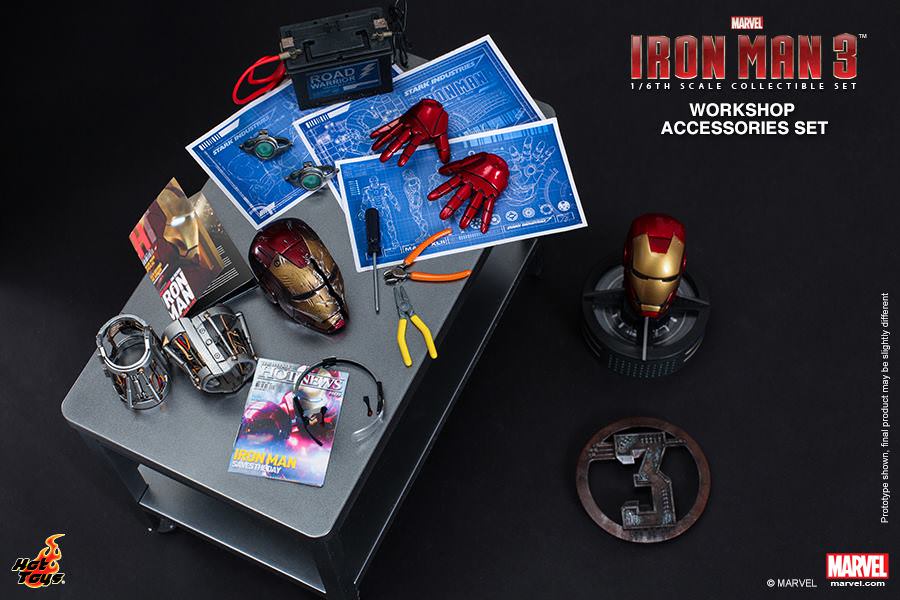 MARVEL
IRON MAN 3™
1/6TH SCALE COLLECTIBLE SET
WORKSHOP
ACCESSORIES SET
ROAD
WARRIOR
STARK INDUSTRIES
IRON MAN
STARK INDUSTRIES
IRON
MAN
HOT NEWS
IRON MAN
SAVES THE DAY
3
Prototype shown, final product may be slightly different
Hot
Toys
© MARVEL
MARVEL
marvel.com